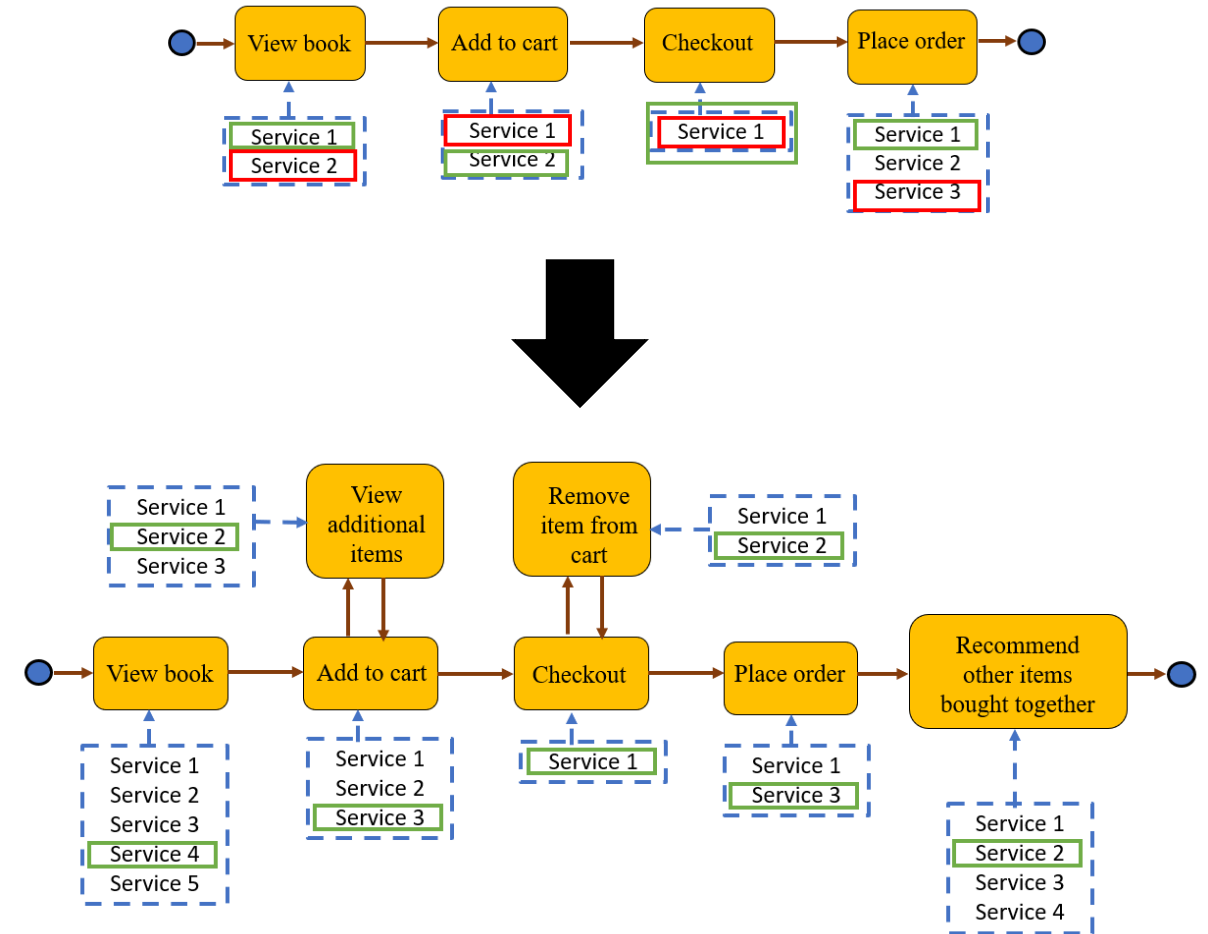 View book
Add to cart
Checkout
Place order
Service 1
Service 2
Service 1
Service 2
Service 1
Service 1
Service 2
Service 3
Service 1
Service 2
Service 3
View
additional
items
Remove
item from
cart
Service 1
Service 2
View book
Add to cart
Checkout
Place order
Recommend
other items
bought together
Service 1
Service 2
Service 3
Service 4
Service 5
Service 1
Service 2
Service 3
Service 1
Service 1
Service 3
Service 1
Service 2
Service 3
Service 4